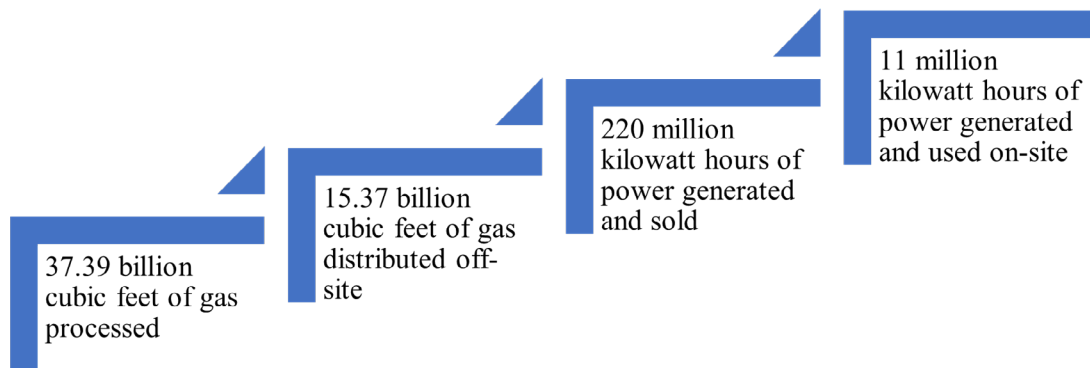 37.39 billion
cubic feet of gas
processed
15.37 billion
cubic feet of gas
distributed off-
site
220 million
kilowatt hours of
power generated
and sold
11 million
kilowatt hours of
power generated
and used on-site